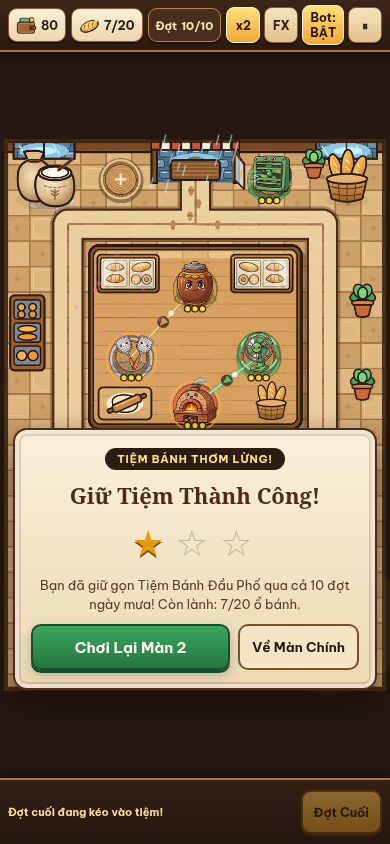 80
7/20
Đợt 10/10
x2
FX
Bot:
BẬT
TIỆM BÁNH THƠM LỪNG!
Giữ Tiệm Thành Công!
Bạn đã giữ gọn Tiệm Bánh Đầu Phố qua cả 10 đợt
ngày mưa! Còn lành: 7/20 ổ bánh.
Chơi Lại Màn 2
Về Màn Chính
Đợt cuối đang kéo vào tiệm!
Đợt Cuối